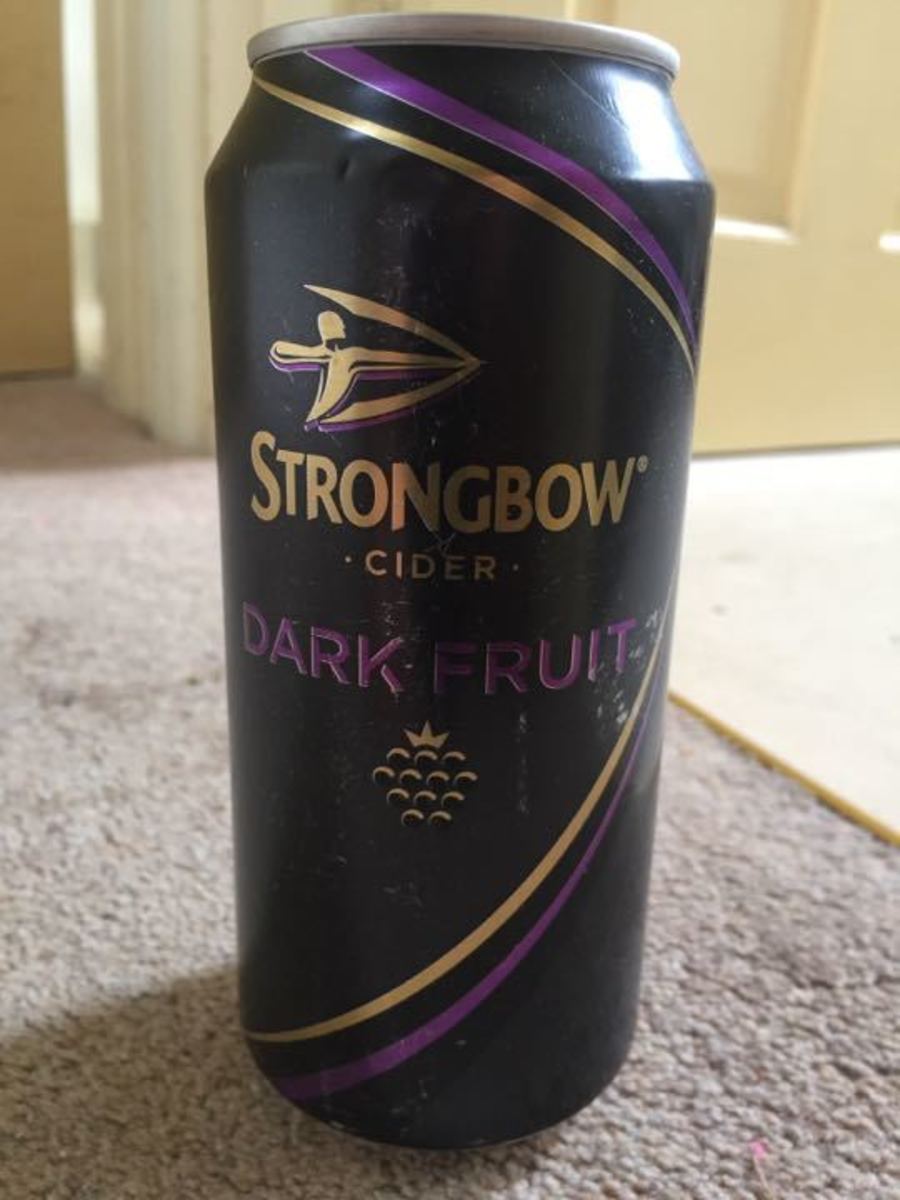 STRONGBOW®
· CIDER ·
DARK FRUIT